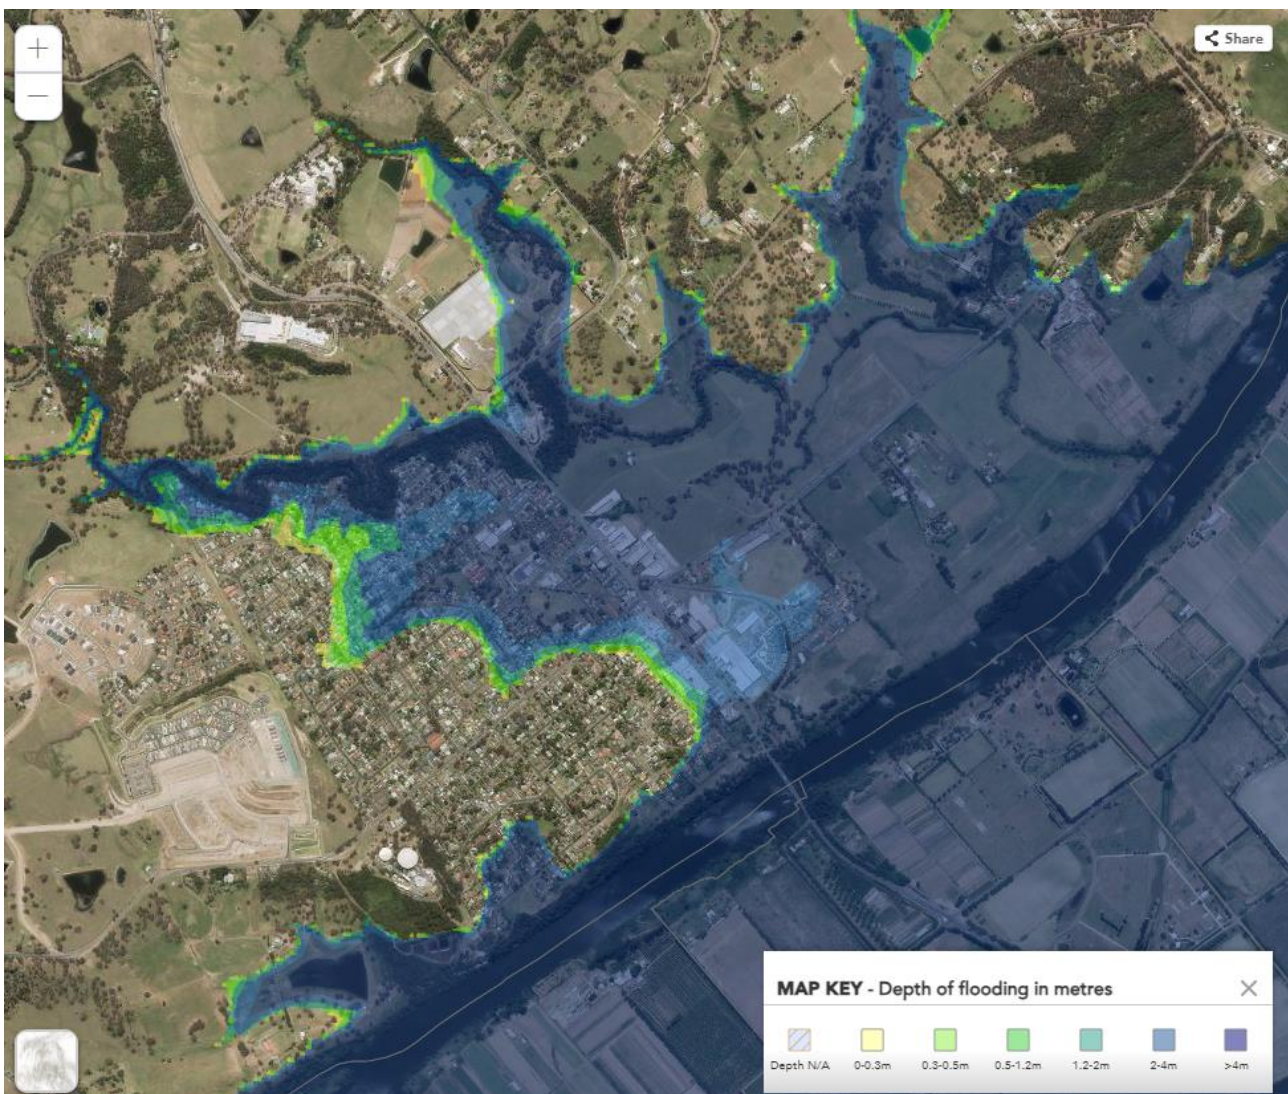 Share
MAP KEY - Depth of flooding in metres
Depth N/A 0-0.3m 0.3-0.5m 0.5-1.2m 1.2-2m 2-4m >4m